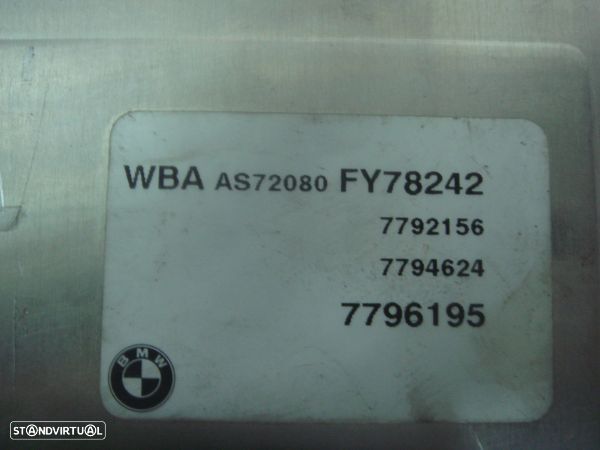 WBA AS72080 FY78242
7792156
7794624
7796195
BMW
STANDVIRTUAL